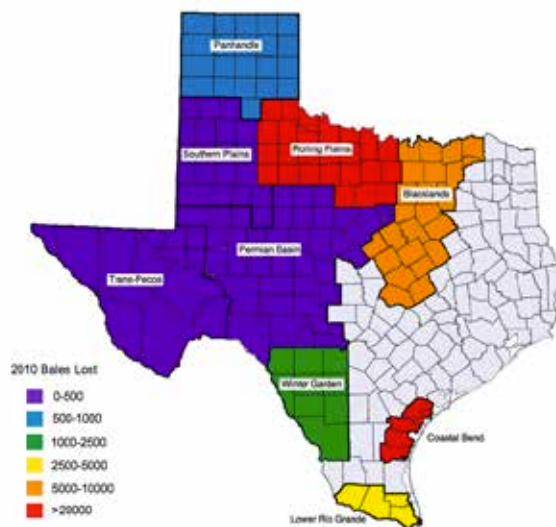 Panhandle
Southern Plains
Rolling Plains
Blacklands
Permian Basin
Trans-Pecos
2010 Bales Lost
0-500
500-1000
1000-2500
2500-5000
5000-10000
>29000
Winter Garden
Coastal Bend
Lower Rio Grande